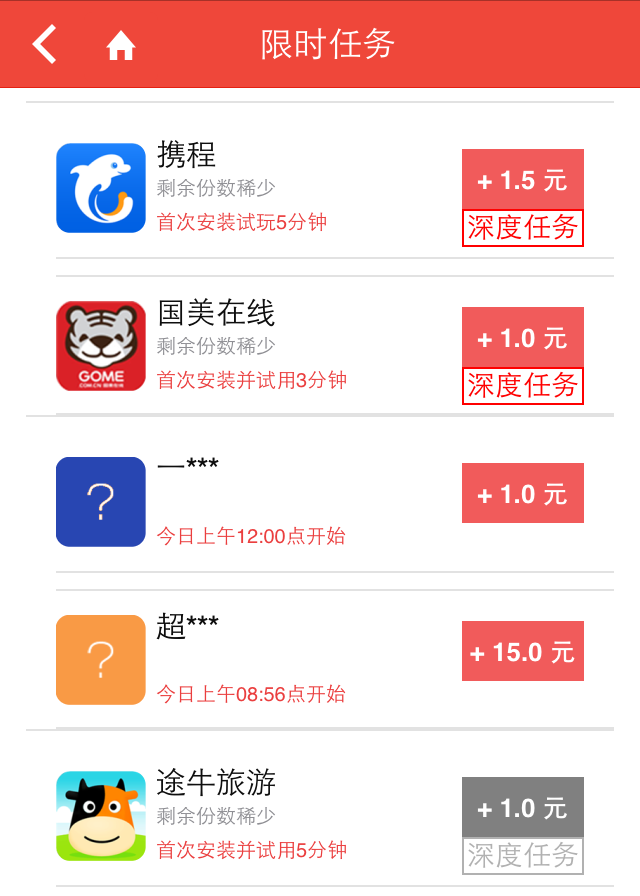 限时任务
携程
剩余份数稀少
首次安装试玩5分钟
+ 1.5 元
深度任务
国美在线
剩余份数稀少
首次安装并试用3分钟
+ 1.0 元
深度任务
GOME
一***
?
今日上午12:00点开始
+ 1.0 元
超***
?
今日上午08:56点开始
+ 15.0 元
途牛旅游
剩余份数稀少
首次安装并试用5分钟
+ 1.0 元
深度任务